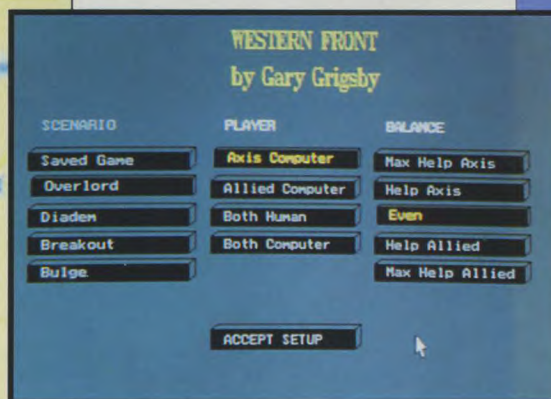 WESTERN FRONT
by Gary Grigsby
SCENARIO
Saved Game
Overlord
Diadem
Breakout
Bulge
PLAYER
Axis Computer
Allied Computer
Both Human
Both Computer
BALANCE
Max Help Axis
Help Axis
Even
Help Allied
Max Help Allied
ACCEPT SETUP